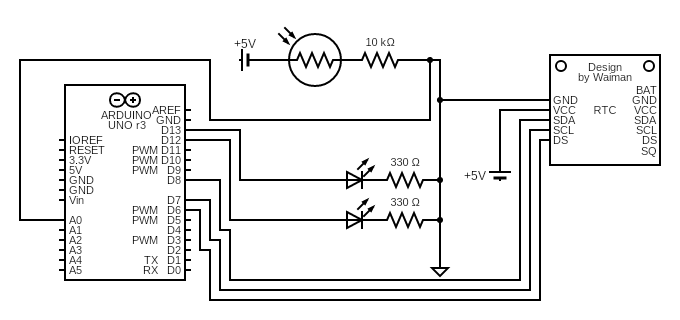 +5V
10 kΩ
Design
by Waiman
BAT
GND GND
VCC RTC VCC
SDA SDA
SCL SCL
DS DS
SQ
ARDUINO
UNO r3
AREF
GND
D13
IOREF D12
RESET PWM D11
3.3V PWM D10
5V PWM D9
GND D8
GND
Vin D7
PWM D6
A0 PWM D5
A1 D4
A2 PWM D3
A3 D2
A4 TX D1
A5 RX D0
330 Ω
330 Ω
+5V